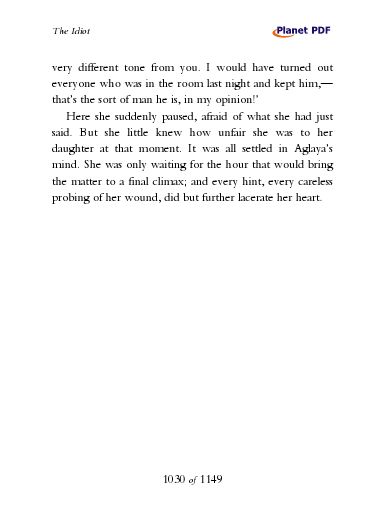 The Idiot
Planet PDF
very different tone from you. I would have turned out
everyone who was in the room last night and kept him,—
that's the sort of man he is, in my opinion!'
Here she suddenly paused, afraid of what she had just
said. But she little knew how unfair she was to her
daughter at that moment. It was all settled in Aglaya's
mind. She was only waiting for the hour that would bring
the matter to a final climax; and every hint, every careless
probing of her wound, did but further lacerate her heart.
1030 of 1149